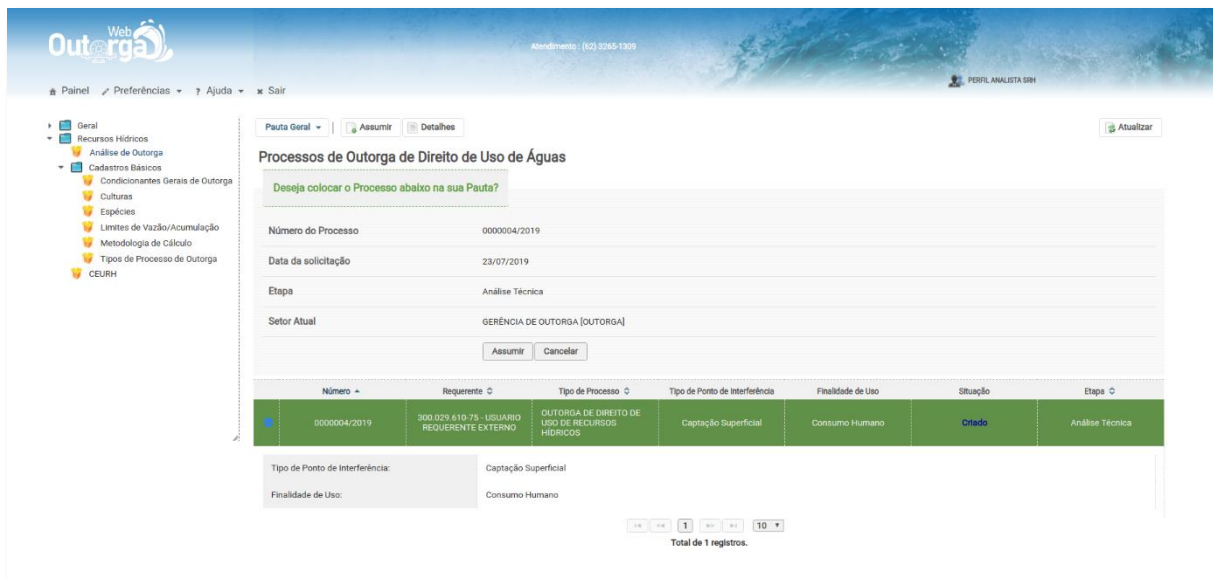 Web
Outorga
Atendimento : (62) 3265-1309
PERFIL ANALISTA SRH
Painel Preferências ? Ajuda x Sair
Geral
Recursos Hídricos
Análise de Outorga
Cadastros Básicos
Condicionantes Gerais de Outorga
Culturas
Espécies
Limites de Vazão/Acumulação
Metodologia de Cálculo
Tipos de Processo de Outorga
CEURH
Pauta Geral | Assumir Detalhes Atualizar
Processos de Outorga de Direito de Uso de Águas
Deseja colocar o Processo abaixo na sua Pauta?
Número do Processo 0000004/2019
Data da solicitação 23/07/2019
Etapa Análise Técnica
Setor Atual GERÊNCIA DE OUTORGA [OUTORGA]
Assumir Cancelar
Número Requerente Tipo de Processo Tipo de Ponto de Interferência Finalidade de Uso Situação Etapa
0000004/2019 300.029.610-75 - USUARIO REQUERENTE EXTERNO OUTORGA DE DIREITO DE USO DE RECURSOS HÍDRICOS Captação Superficial Consumo Humano Criado Análise Técnica
Tipo de Ponto de Interferência: Captação Superficial
Finalidade de Uso: Consumo Humano
1 10
Total de 1 registros.